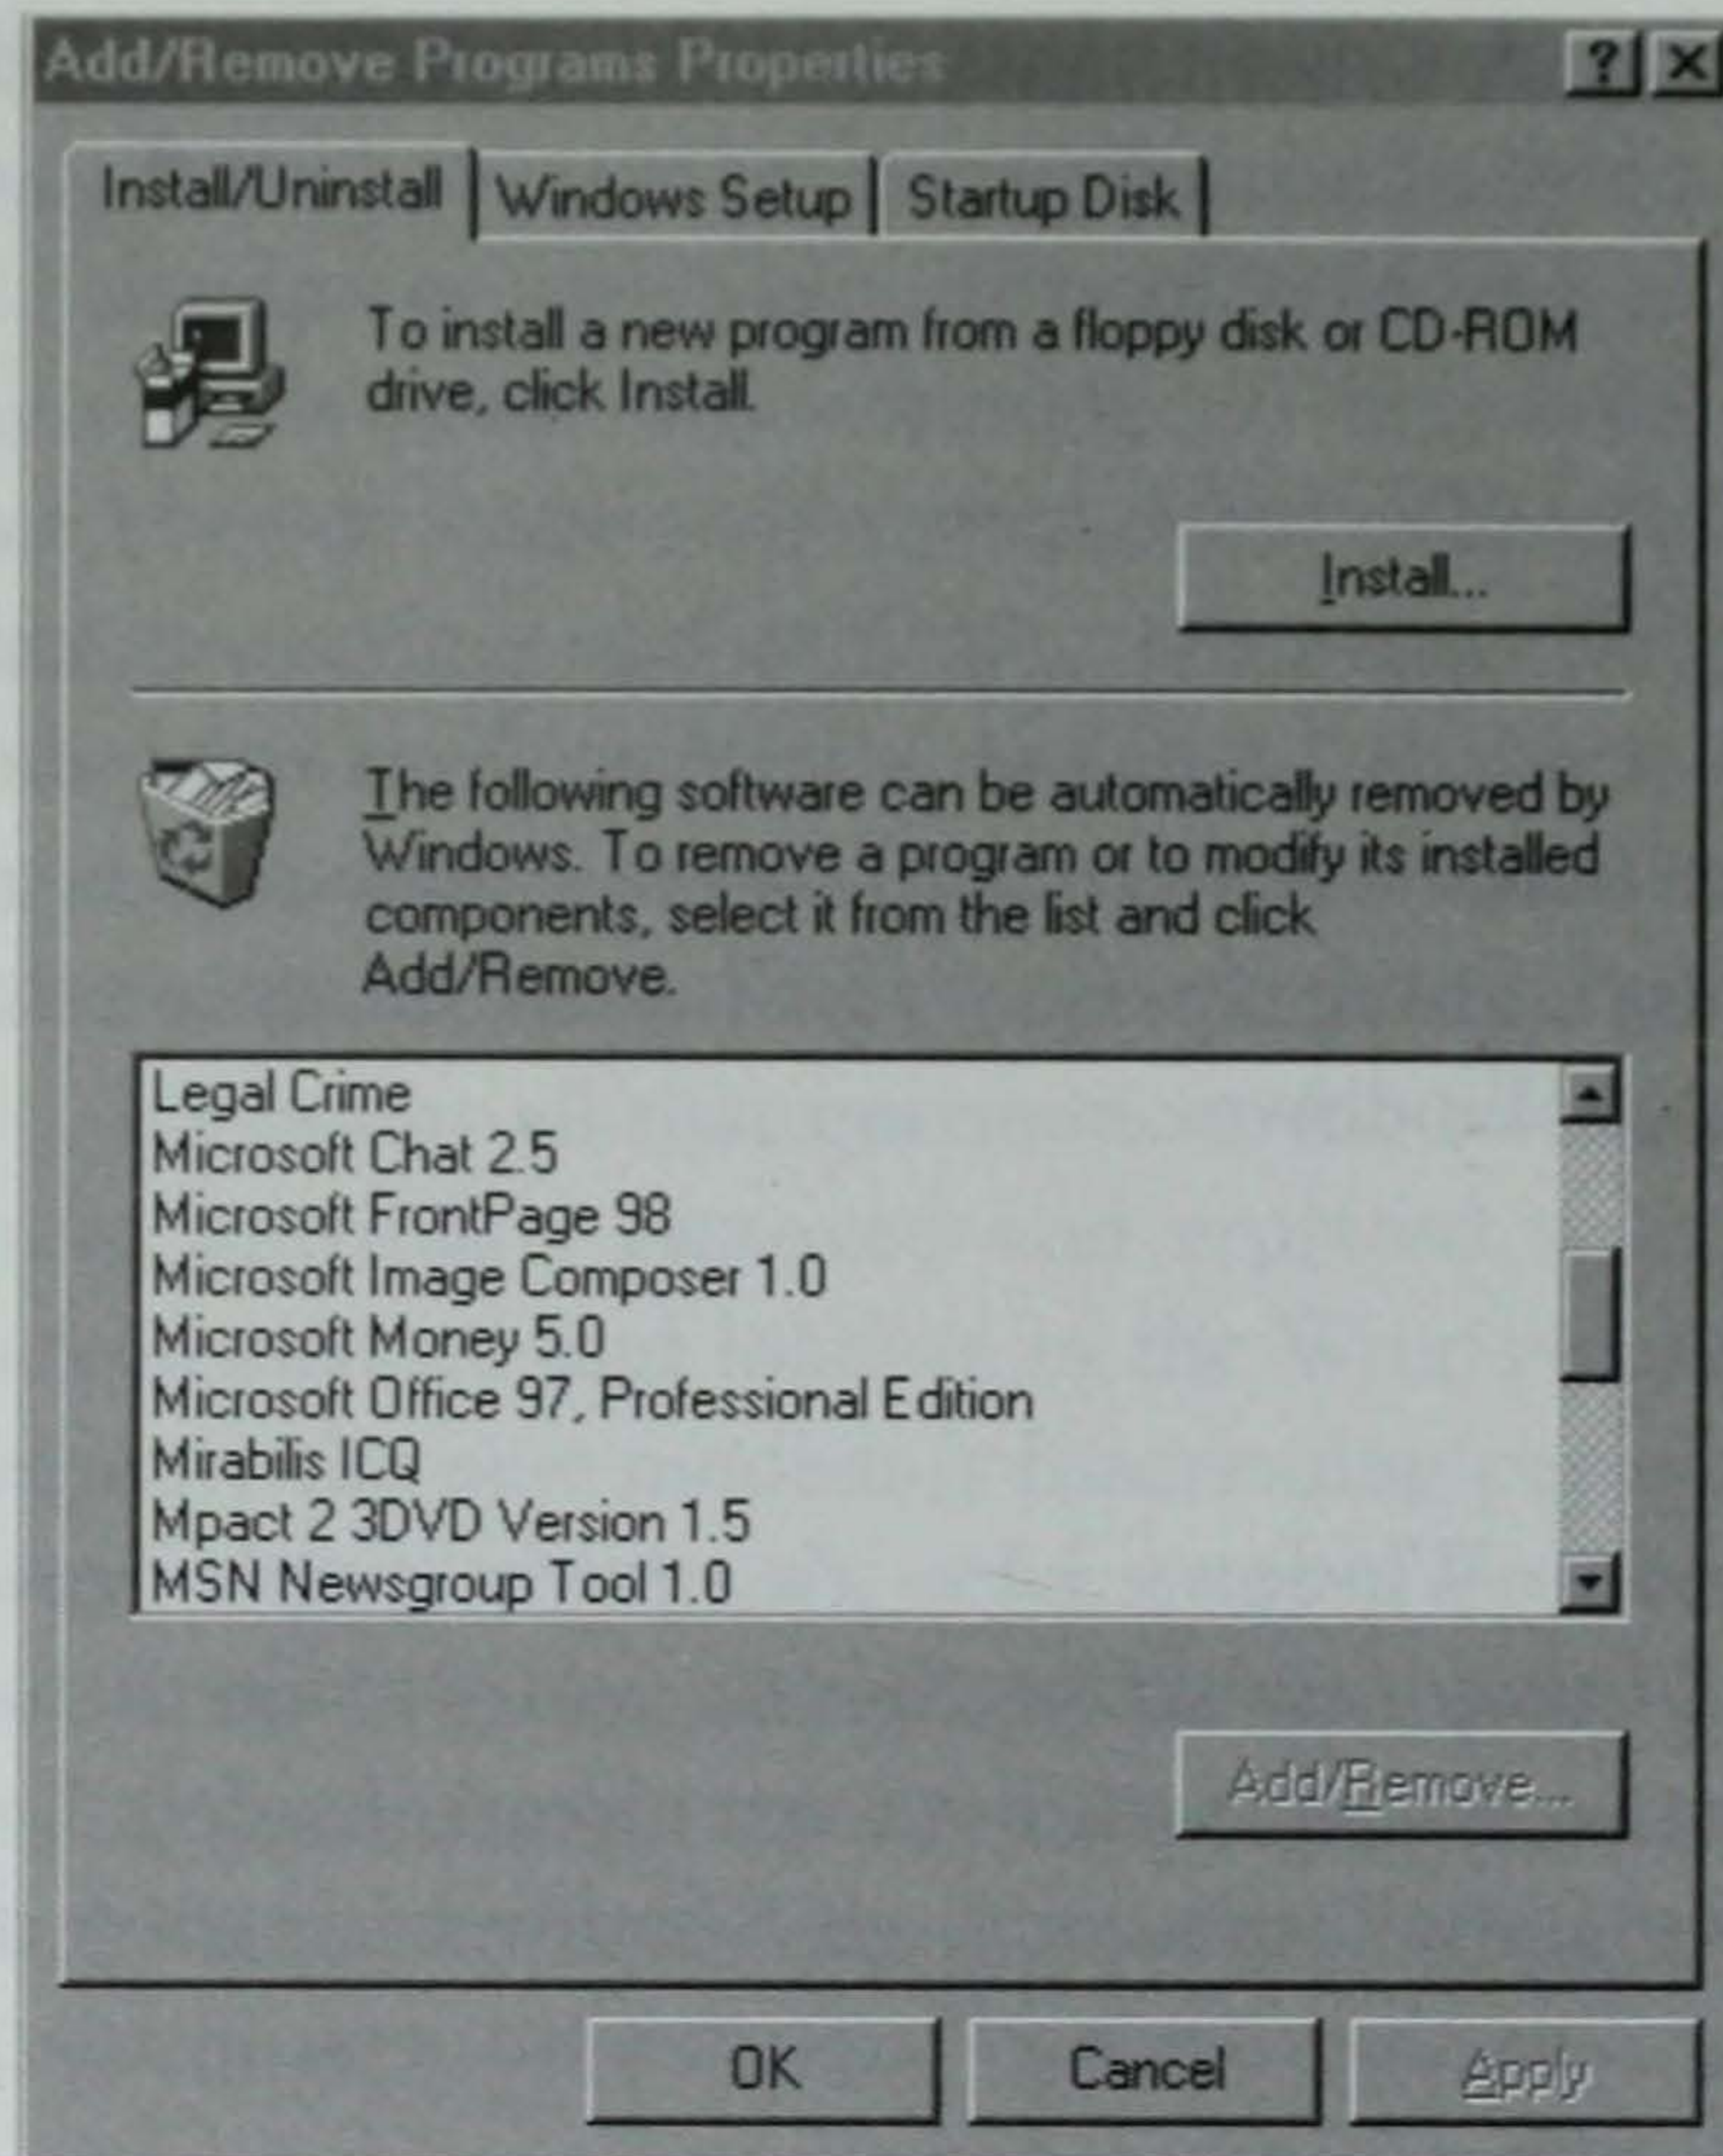 Add/Remove Programs Properties
? X
Install/Uninstall Windows Setup Startup Disk
To install a new program from a floppy disk or CD-ROM
drive, click Install.
Install...
The following software can be automatically removed by
Windows. To remove a program or to modify its installed
components, select it from the list and click
Add/Remove.
Legal Crime
Microsoft Chat 2.5
Microsoft FrontPage 98
Microsoft Image Composer 1.0
Microsoft Money 5.0
Microsoft Office 97, Professional Edition
Mirabilis ICQ
Mpact 2 3DVD Version 1.5
MSN Newsgroup Tool 1.0
Add/Remove...
OK Cancel Apply